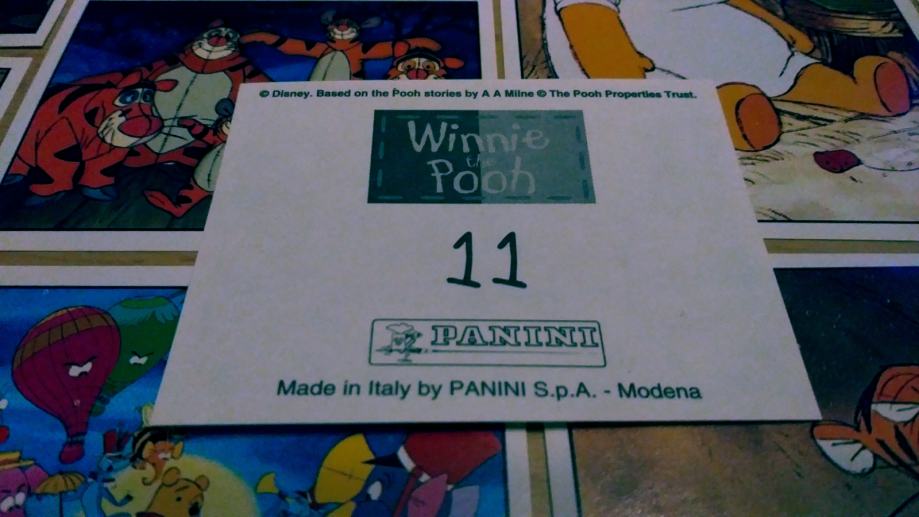 © Disney. Based on the Pooh stories by A A Milne © The Pooh Properties Trust.
Winnie
the
Pooh
11
PANINI
Made in Italy by PANINI S.p.A. - Modena